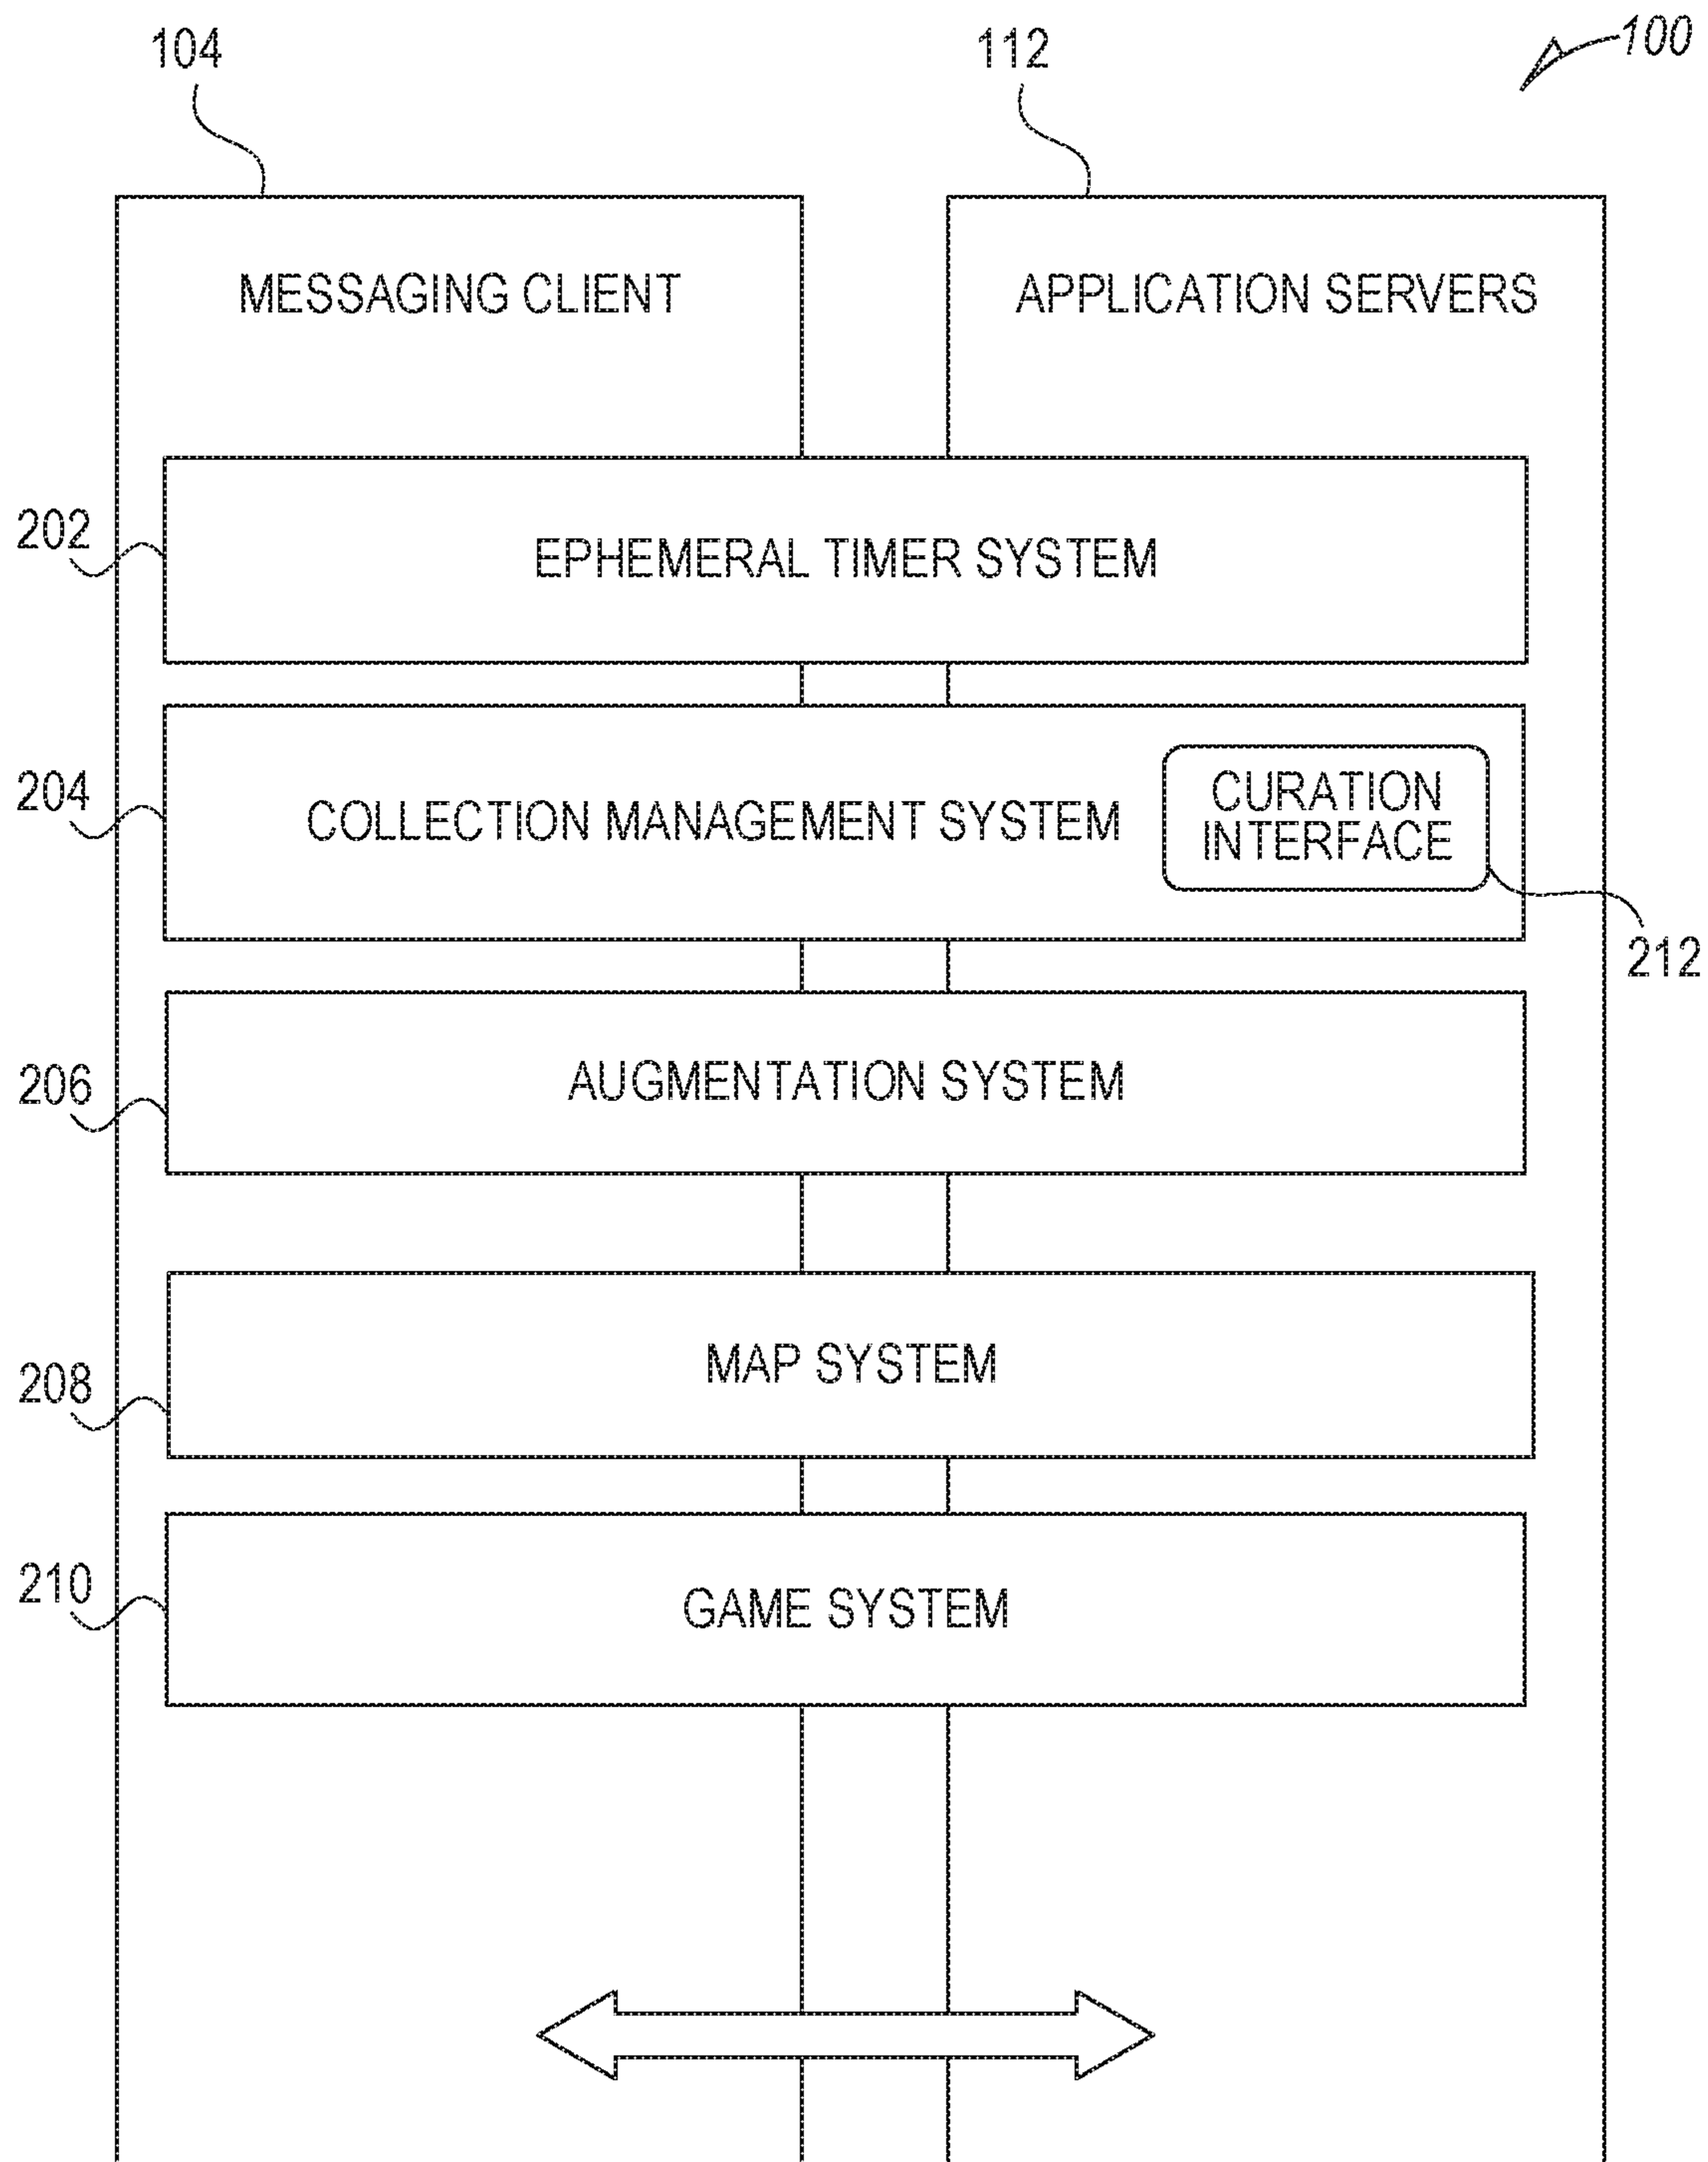 104
112
100
MESSAGING CLIENT
APPLICATION SERVERS
202
EPHEMERAL TIMER SYSTEM
204
COLLECTION MANAGEMENT SYSTEM
CURATION
INTERFACE
212
206
AUGMENTATION SYSTEM
208
MAP SYSTEM
210
GAME SYSTEM